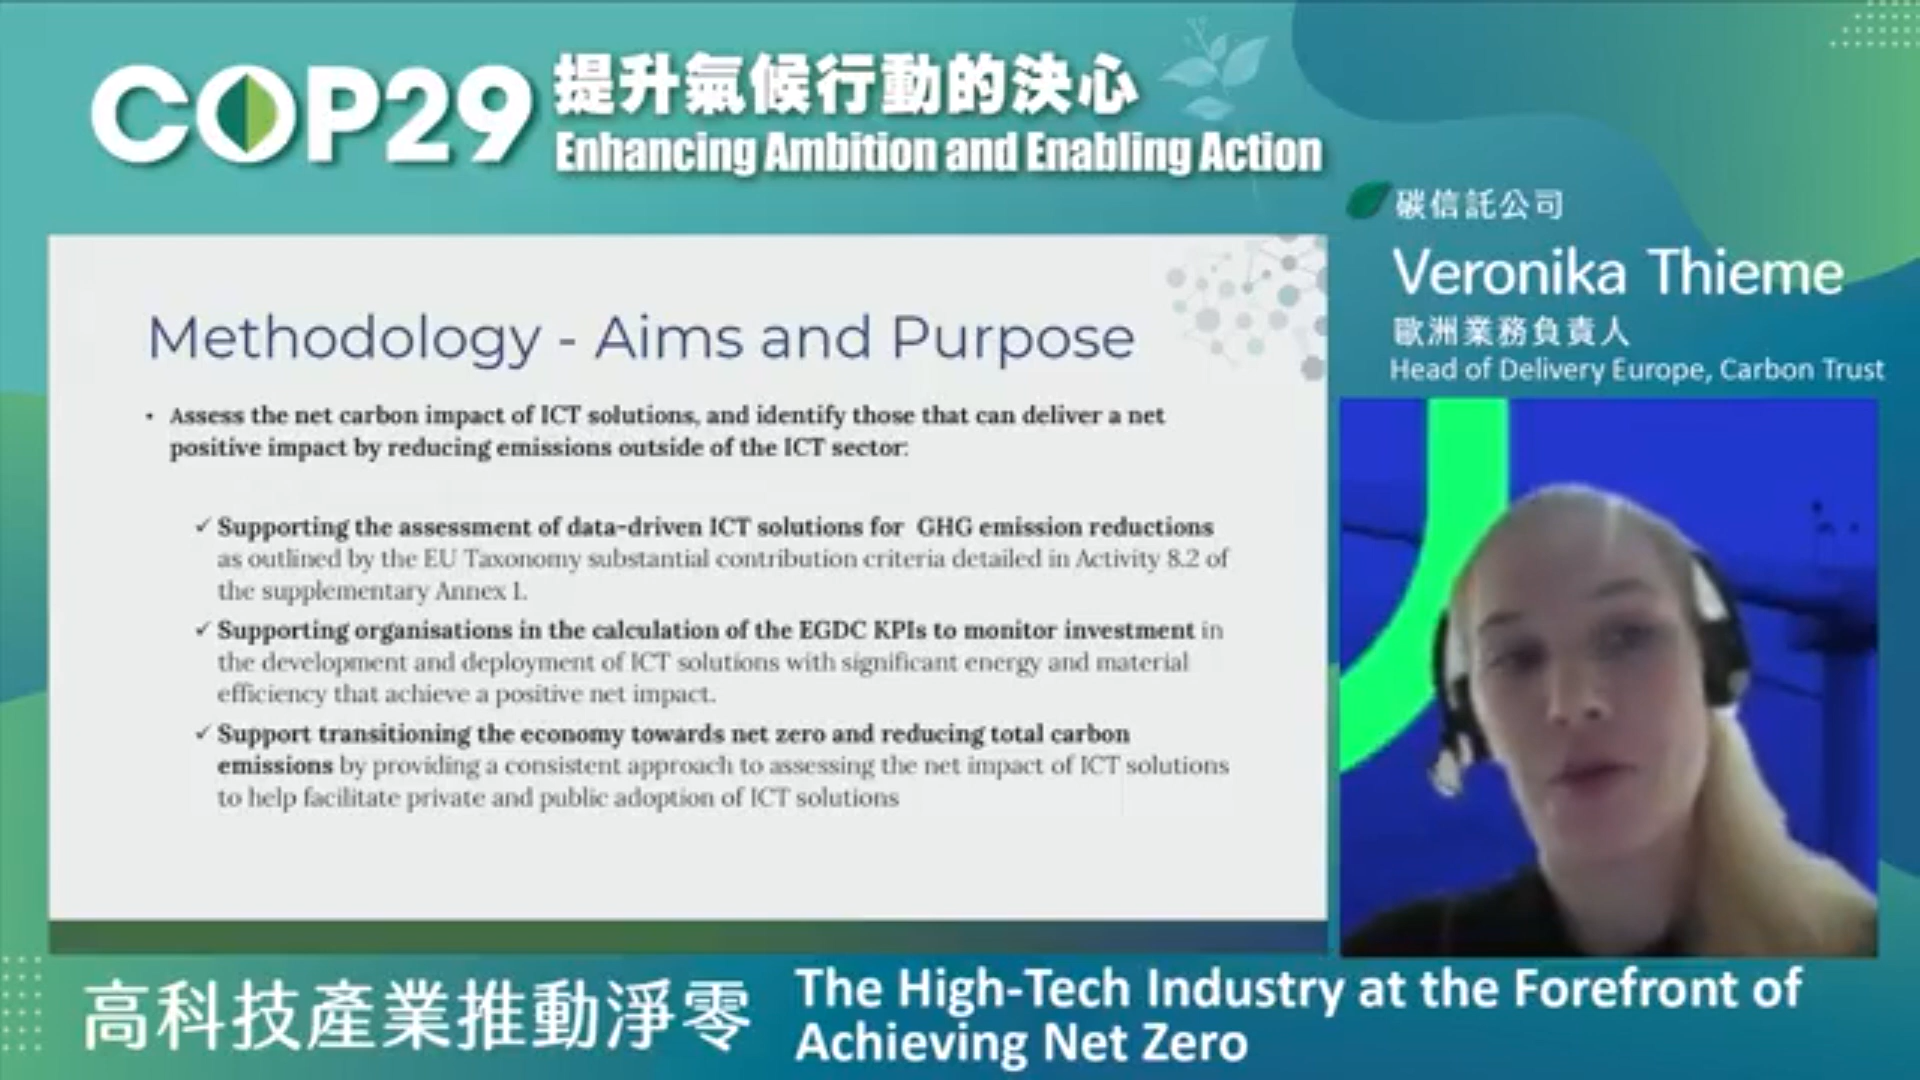 COP29
提升氣候行動的決心
Enhancing Ambition and Enabling Action
碳信託公司
Veronika Thieme
歐洲業務負責人
Head of Delivery Europe, Carbon Trust
Methodology - Aims and Purpose
• Assess the net carbon impact of ICT solutions, and identify those that can deliver a net
positive impact by reducing emissions outside of the ICT sector:
✓ Supporting the assessment of data-driven ICT solutions for GHG emission reductions
as outlined by the EU Taxonomy substantial contribution criteria detailed in Activity 8.2 of
the supplementary Annex 1.
✓ Supporting organisations in the calculation of the EGDC KPIs to monitor investment in
the development and deployment of ICT solutions with significant energy and material
efficiency that achieve a positive net impact.
✓ Support transitioning the economy towards net zero and reducing total carbon
emissions by providing a consistent approach to assessing the net impact of ICT solutions
to help facilitate private and public adoption of ICT solutions
高科技產業推動淨零
The High-Tech Industry at the Forefront of
Achieving Net Zero